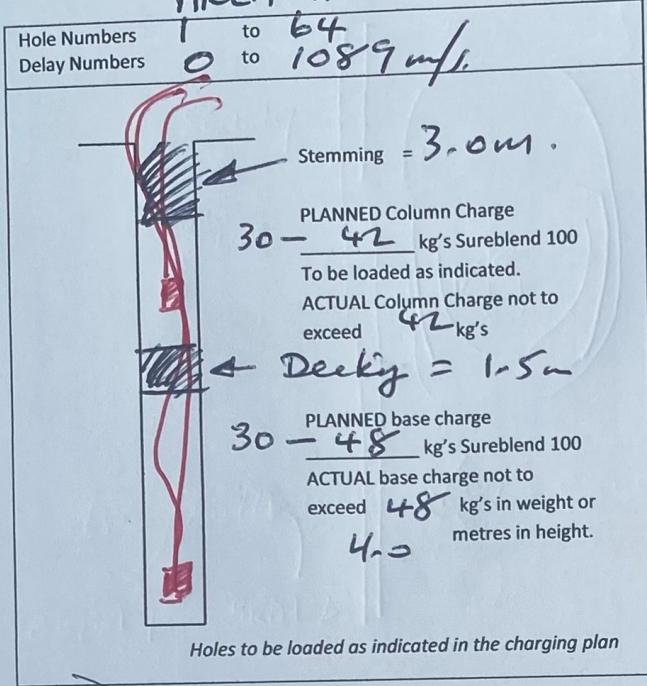 Hole Numbers 1 to 64
Delay Numbers 0 to 1089 m/s.
Stemming = 3.0m.
PLANNED Column Charge
30 - 42 kg's Sureblend 100
To be loaded as indicated.
ACTUAL Column Charge not to
exceed 42 kg's
Decking = 1.5m
PLANNED base charge
30 - 48 kg's Sureblend 100
ACTUAL base charge not to
exceed 48 kg's in weight or
4.0 metres in height.
Holes to be loaded as indicated in the charging plan